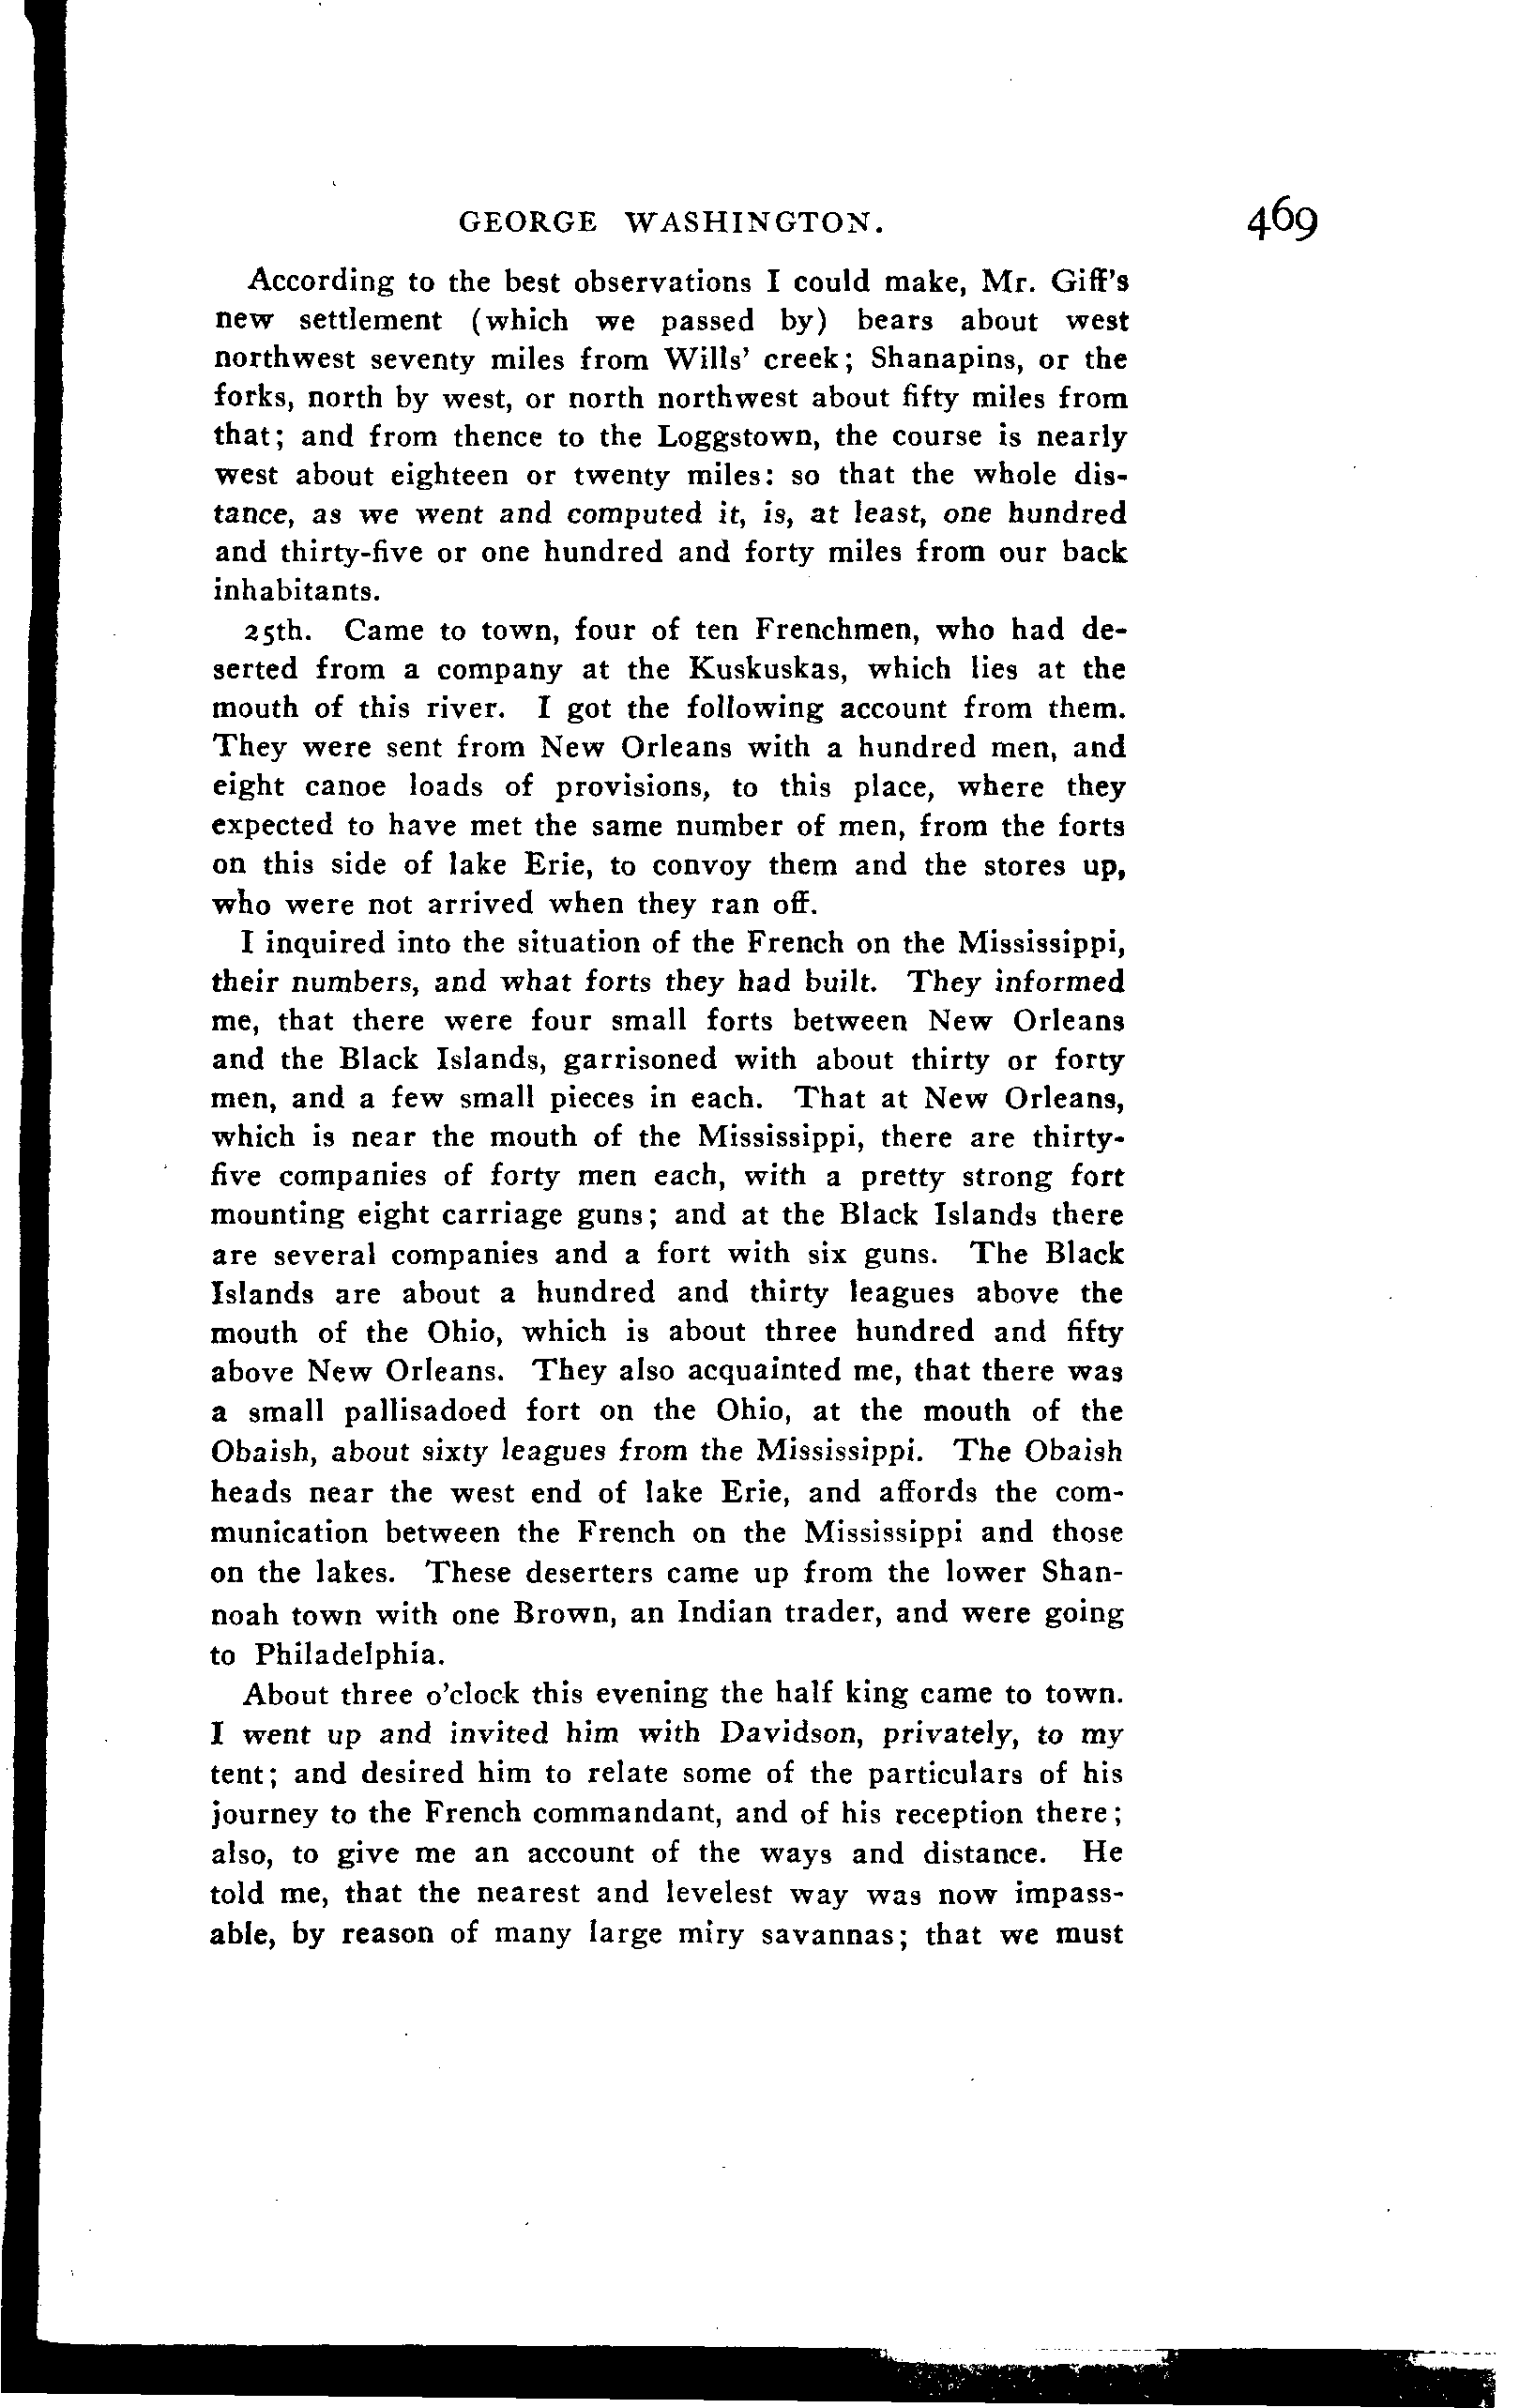 GEORGE WASHINGTON. 469
According to the best observations I could make, Mr. Giff's
new settlement (which we passed by) bears about west
northwest seventy miles from Wills' creek; Shanapins, or the
forks, north by west, or north northwest about fifty miles from
that; and from thence to the Loggstown, the course is nearly
west about eighteen or twenty miles: so that the whole dis-
tance, as we went and computed it, is, at least, one hundred
and thirty-five or one hundred and forty miles from our back
inhabitants.
25th. Came to town, four of ten Frenchmen, who had de-
serted from a company at the Kuskuskas, which lies at the
mouth of this river. I got the following account from them.
They were sent from New Orleans with a hundred men, and
eight canoe loads of provisions, to this place, where they
expected to have met the same number of men, from the forts
on this side of lake Erie, to convoy them and the stores up,
who were not arrived when they ran off.
I inquired into the situation of the French on the Mississippi,
their numbers, and what forts they had built. They informed
me, that there were four small forts between New Orleans
and the Black Islands, garrisoned with about thirty or forty
men, and a few small pieces in each. That at New Orleans,
which is near the mouth of the Mississippi, there are thirty-
five companies of forty men each, with a pretty strong fort
mounting eight carriage guns; and at the Black Islands there
are several companies and a fort with six guns. The Black
Islands are about a hundred and thirty leagues above the
mouth of the Ohio, which is about three hundred and fifty
above New Orleans. They also acquainted me, that there was
a small pallisadoed fort on the Ohio, at the mouth of the
Obaish, about sixty leagues from the Mississippi. The Obaish
heads near the west end of lake Erie, and affords the com-
munication between the French on the Mississippi and those
on the lakes. These deserters came up from the lower Shan-
noah town with one Brown, an Indian trader, and were going
to Philadelphia.
About three o'clock this evening the half king came to town.
I went up and invited him with Davidson, privately, to my
tent; and desired him to relate some of the particulars of his
journey to the French commandant, and of his reception there;
also, to give me an account of the ways and distance. He
told me, that the nearest and levelest way was now impass-
able, by reason of many large miry savannas; that we must